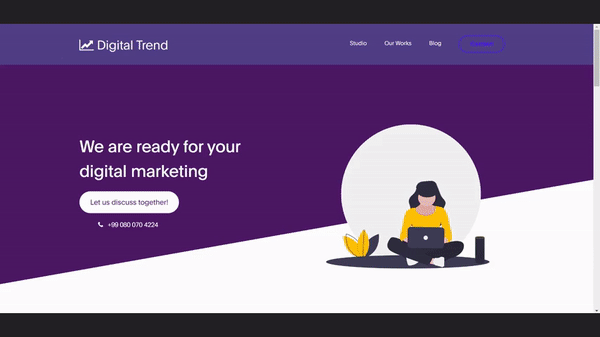 Digital Trend
Studio
Our Works
Blog
Contact
We are ready for your
digital marketing
Let us discuss together!
+99 080 070 4224